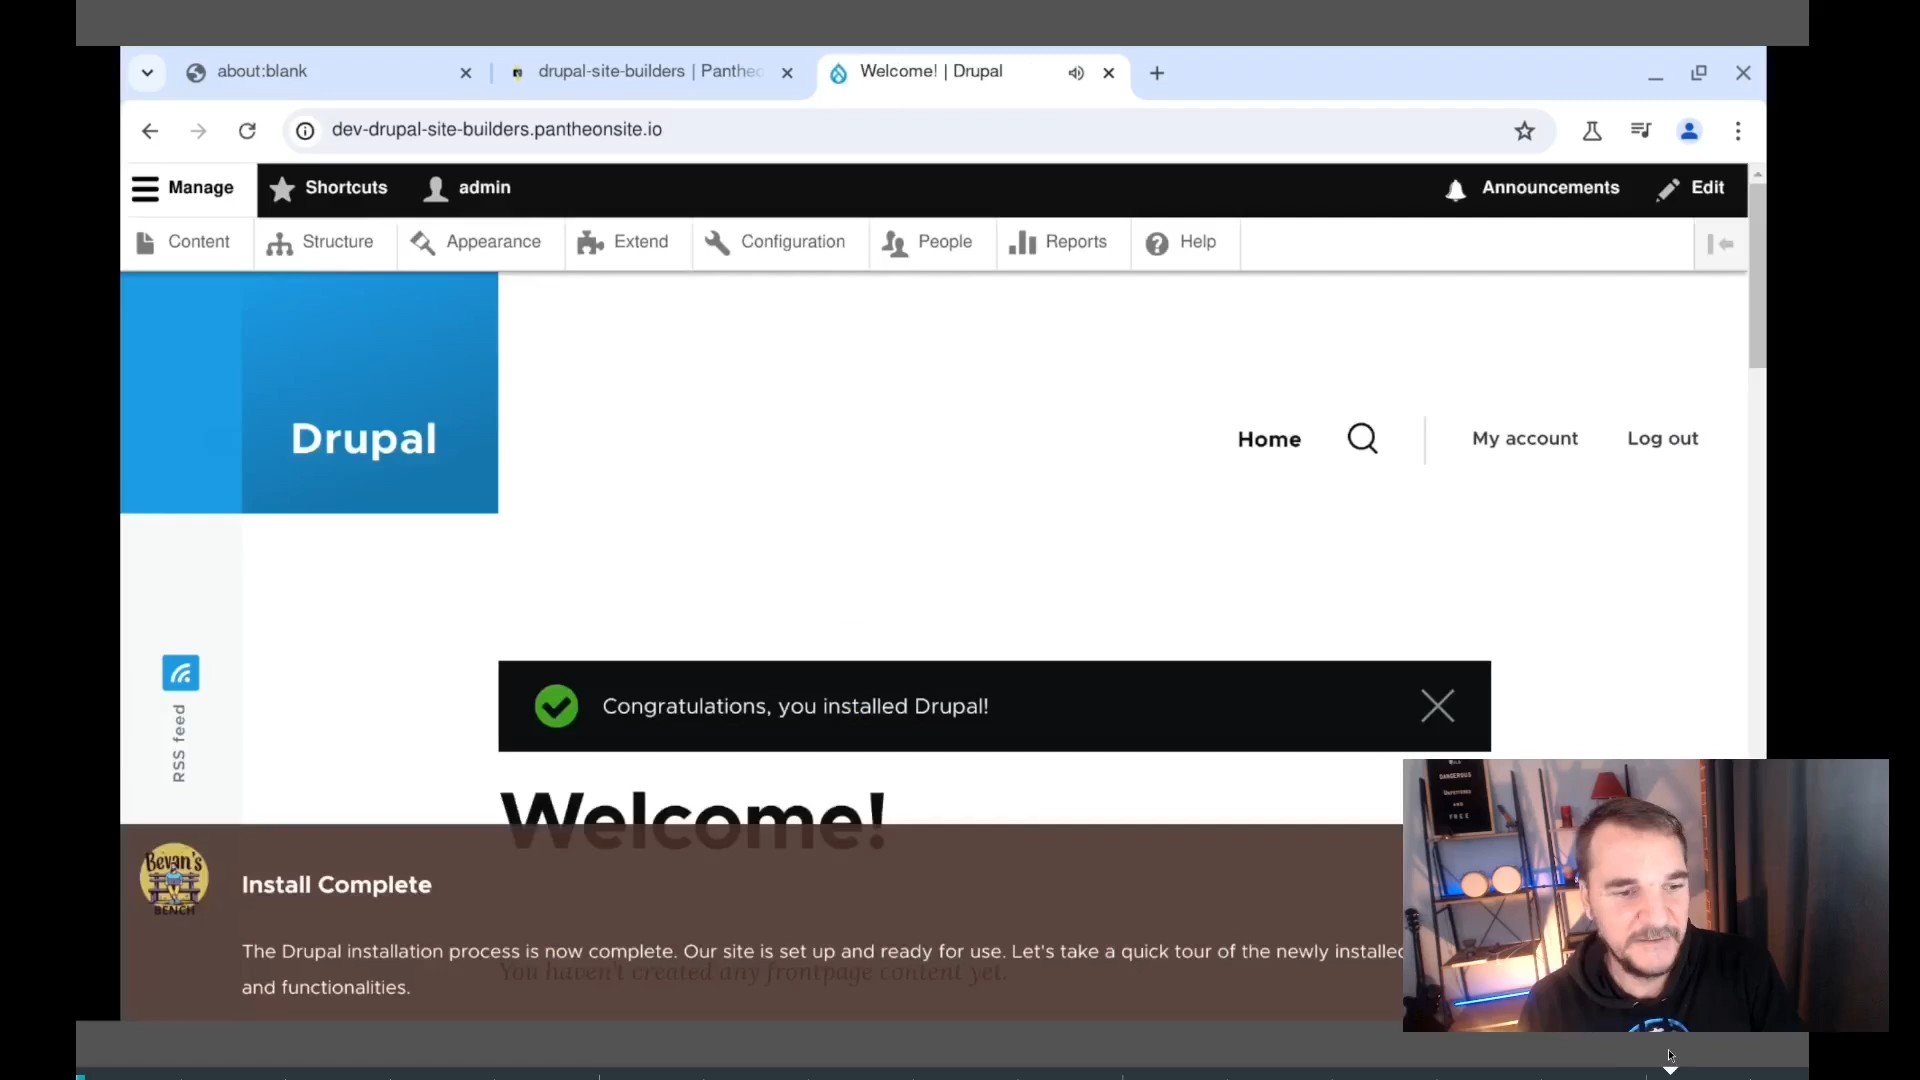 about:blank
drupal-site-builders | Pantheo
Welcome! | Drupal
dev-drupal-site-builders.pantheonsite.io
Manage
Shortcuts
admin
Announcements
Edit
Content
Structure
Appearance
Extend
Configuration
People
Reports
Help
Drupal
Home
My account
Log out
RSS feed
Congratulations, you installed Drupal!
Welcome!
Bevan's
BENCH
Install Complete
The Drupal installation process is now complete. Our site is set up and ready for use. Let's take a quick tour of the newly installed
You haven't created any frontpage content yet.
and functionalities.
DANGEROUS
AND
FREE